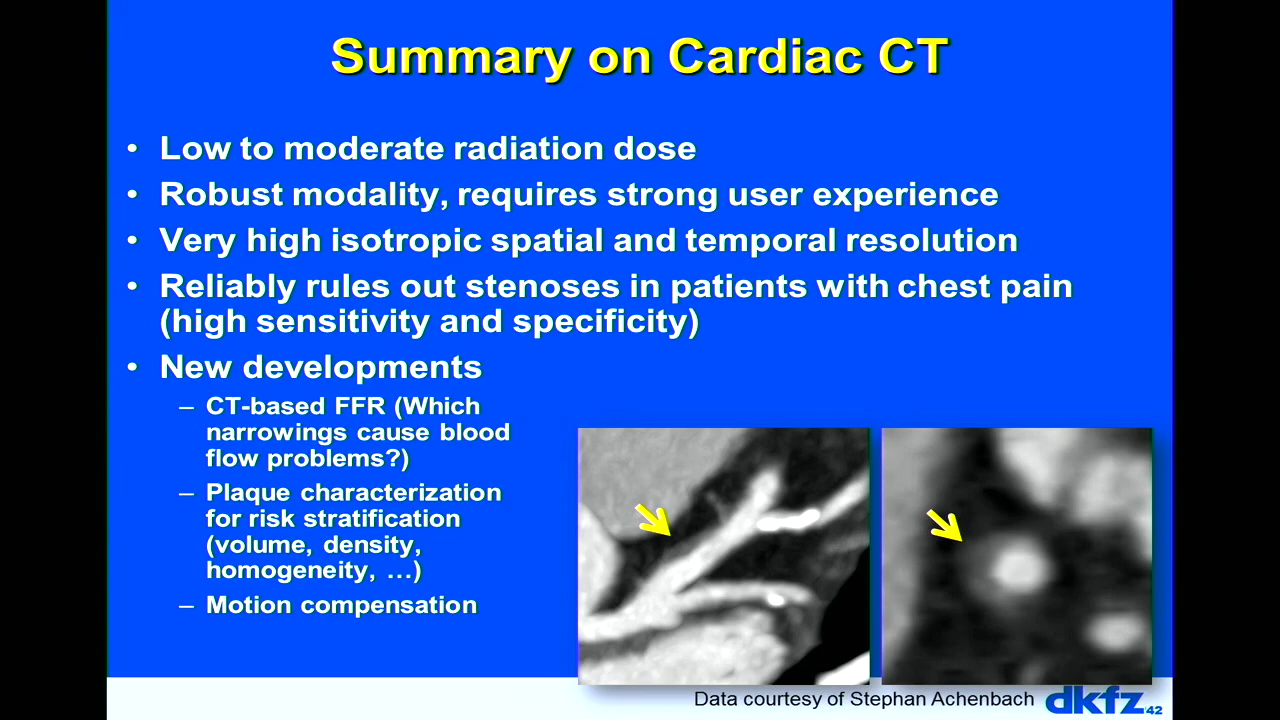 Summary on Cardiac CT
• Low to moderate radiation dose
• Robust modality, requires strong user experience
• Very high isotropic spatial and temporal resolution
• Reliably rules out stenoses in patients with chest pain
(high sensitivity and specificity)
• New developments
– CT-based FFR (Which
narrowings cause blood
flow problems?)
– Plaque characterization
for risk stratification
(volume, density,
homogeneity, …)
– Motion compensation
Data courtesy of Stephan Achenbach
dkfz. 42